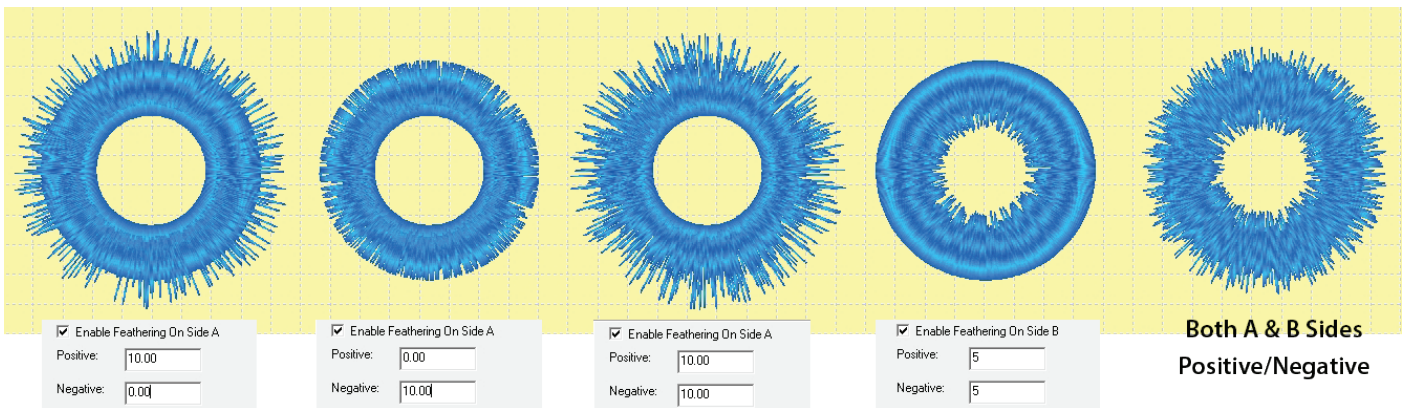 Enable Feathering On Side A
Positive: 10.00
Negative: 0.00
Enable Feathering On Side A
Positive: 0.00
Negative: 10.00
Enable Feathering On Side A
Positive: 10.00
Negative: 10.00
Enable Feathering On Side B
Positive: 5
Negative: 5
Both A & B Sides
Positive/Negative